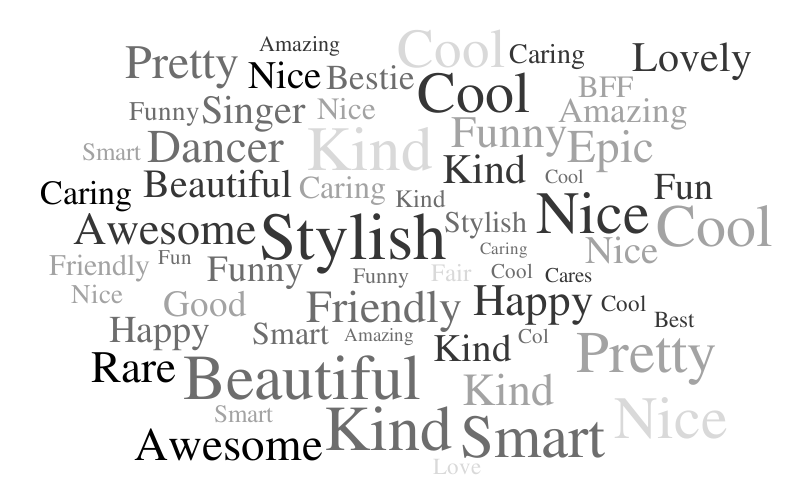 Amazing Cool Caring Lovely
Pretty Nice Bestie Cool BFF
Funny Singer Nice Amazing
Smart Dancer Kind Funny Epic
Caring Beautiful Caring Kind Kind Cool Fun
Awesome Stylish Stylish Nice Cool
Friendly Fun Funny Funny Fair Caring Cool Cares Nice
Nice Good Friendly Happy Cool Best
Happy Smart Amazing Kind Col Pretty
Rare Beautiful Kind
Smart Kind Smart Nice
Awesome Love